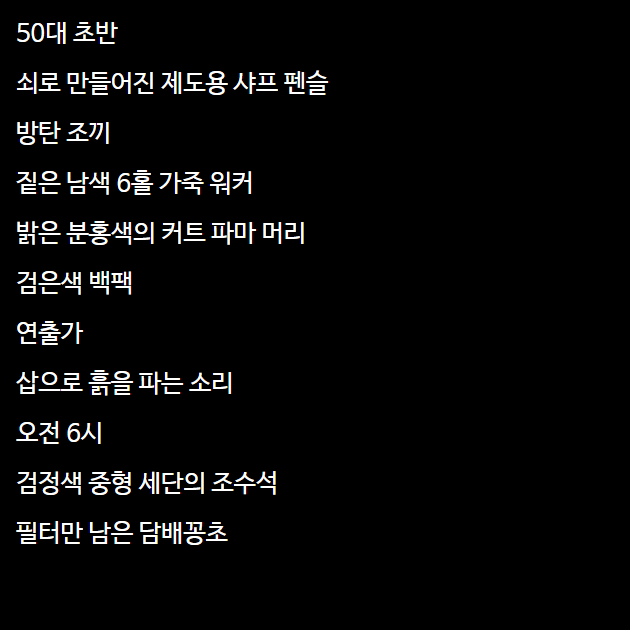 50대 초반
쇠로 만들어진 제도용 샤프 펜슬
방탄 조끼
짙은 남색 6홀 가죽 워커
밝은 분홍색의 커트 파마 머리
검은색 백팩
연출가
삽으로 흙을 파는 소리
오전 6시
검정색 중형 세단의 조수석
필터만 남은 담배꽁초